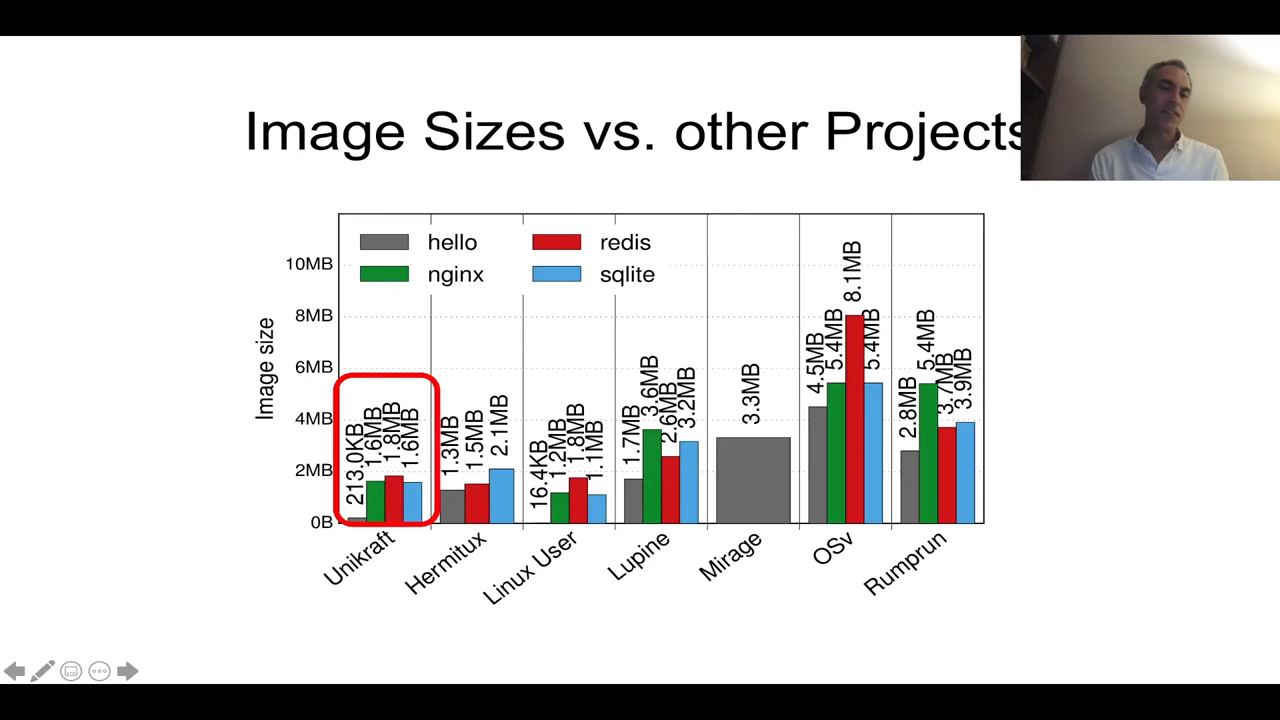 Image Sizes vs. other Projects
hello
redis
nginx
sqlite
Image size
10MB
8MB
6MB
4MB
2MB
0B
213.0KB
1.6MB
1.8MB
1.6MB
1.3MB
1.5MB
2.1MB
16.4KB
1.2MB
1.8MB
1.1MB
1.7MB
3.6MB
2.6MB
3.2MB
3.3MB
4.5MB
5.4MB
8.1MB
5.4MB
2.8MB
5.4MB
3.7MB
3.9MB
Unikraft
Hermitux
Linux User
Lupine
Mirage
OSv
Rumprun